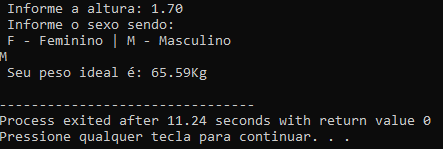 Informe a altura: 1.70
Informe o sexo sendo:
F - Feminino | M - Masculino
M
Seu peso ideal é: 65.59Kg
--------------------------------
Process exited after 11.24 seconds with return value 0
Pressione qualquer tecla para continuar. . .